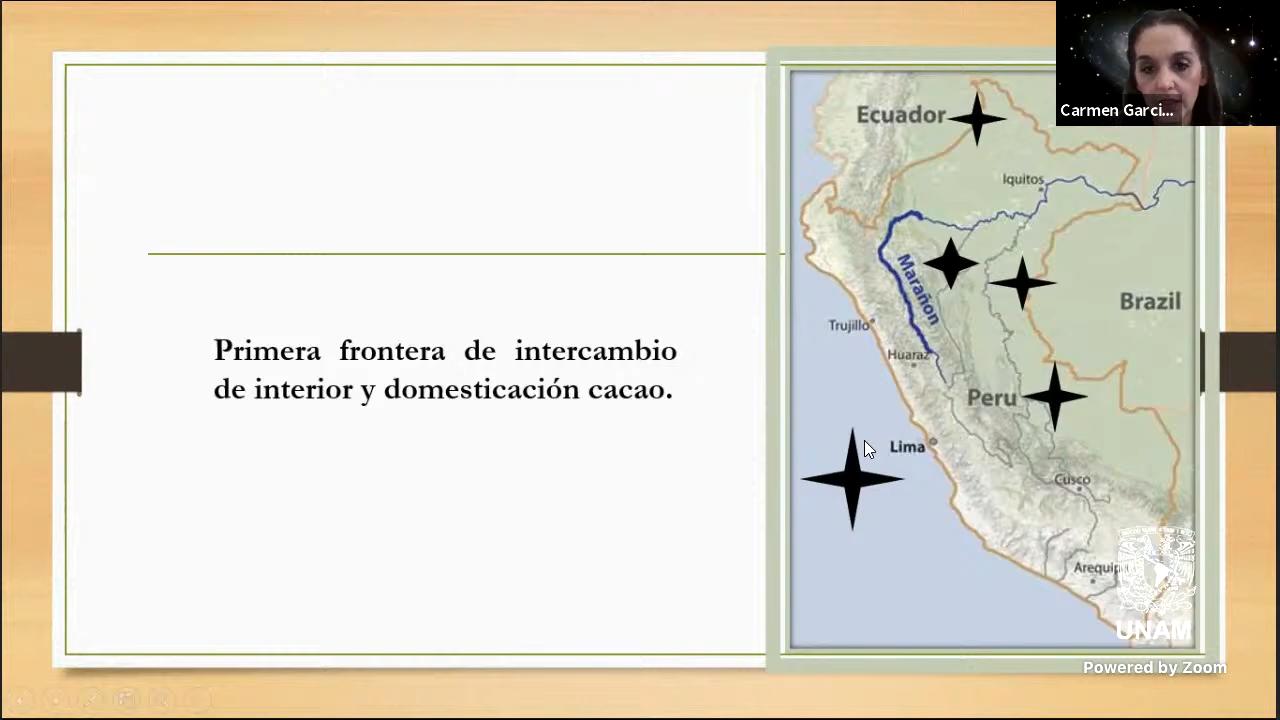 Carmen Garci...
Ecuador
Iquitos
Marañon
Brazil
Trujillo
Huaraz
Primera frontera de intercambio
de interior y domesticación cacao.
Peru
Lima
Cusco
Arequip
UNAM
Powered by Zoom